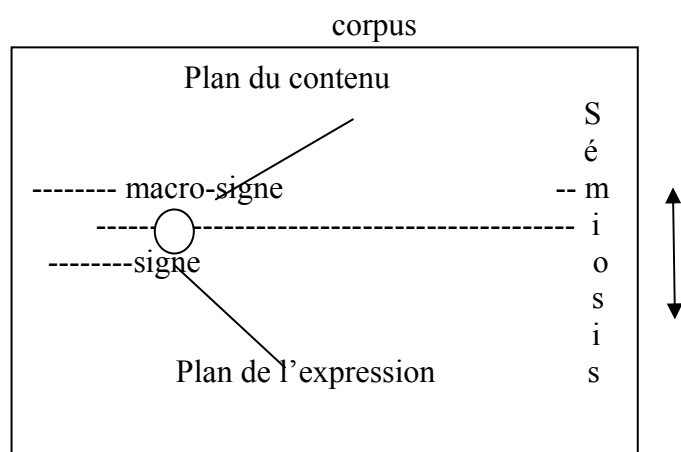 corpus
Plan du contenu
S
é
-------- macro-signe -- m
------------------------------------------- i
--------signe o
s
i
Plan de l’expression s